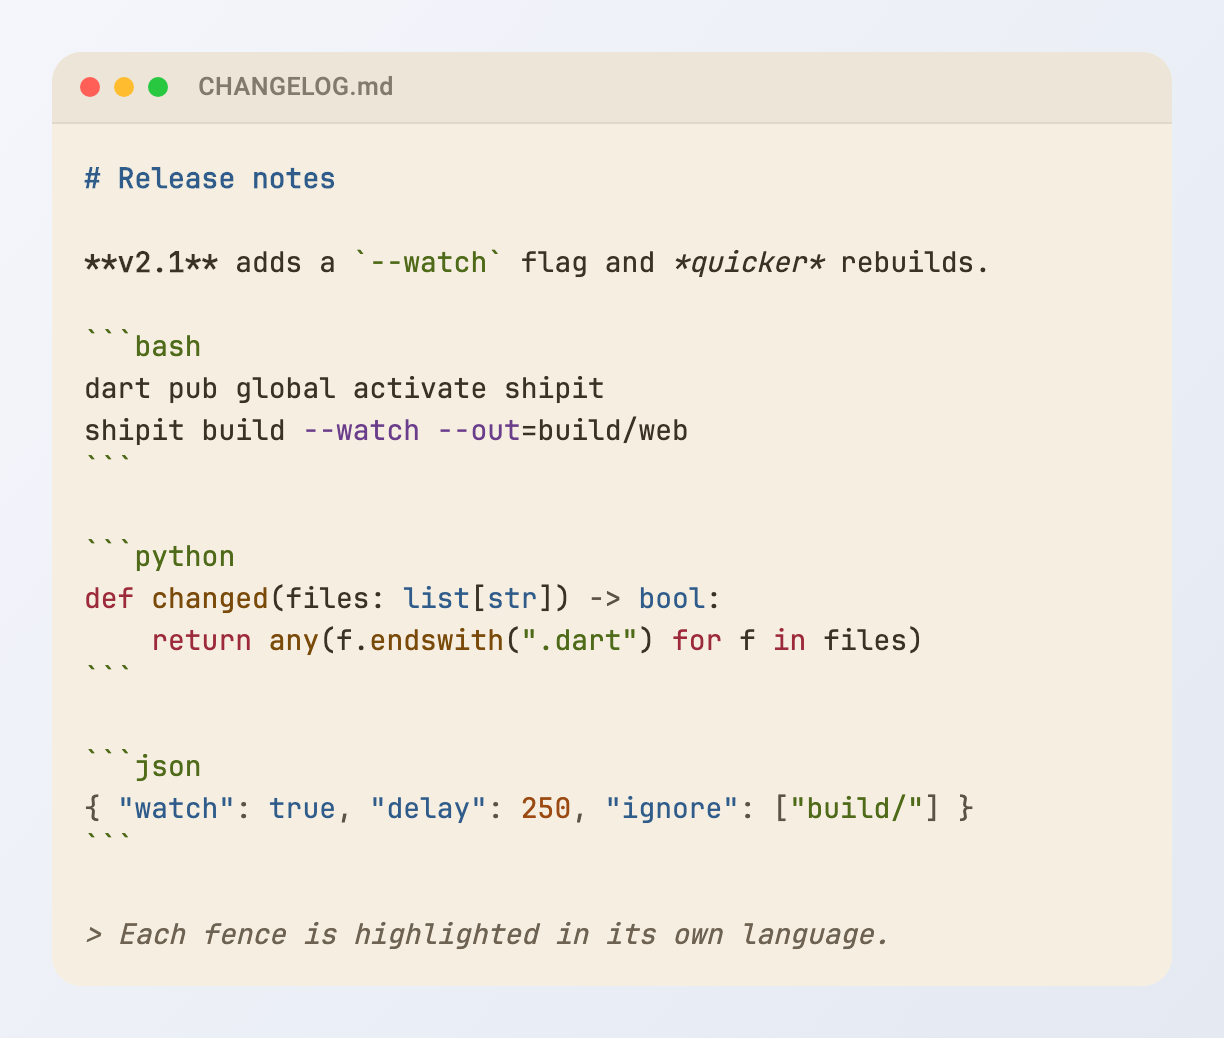 CHANGELOG.md
# Release notes
**v2.1** adds a `--watch` flag and *quicker* rebuilds.
```bash
dart pub global activate shipit
shipit build --watch --out=build/web
```
```python
def changed(files: list[str]) -> bool:
    return any(f.endswith(".dart") for f in files)
```
```json
{ "watch": true, "delay": 250, "ignore": ["build/"] }
```
> Each fence is highlighted in its own language.